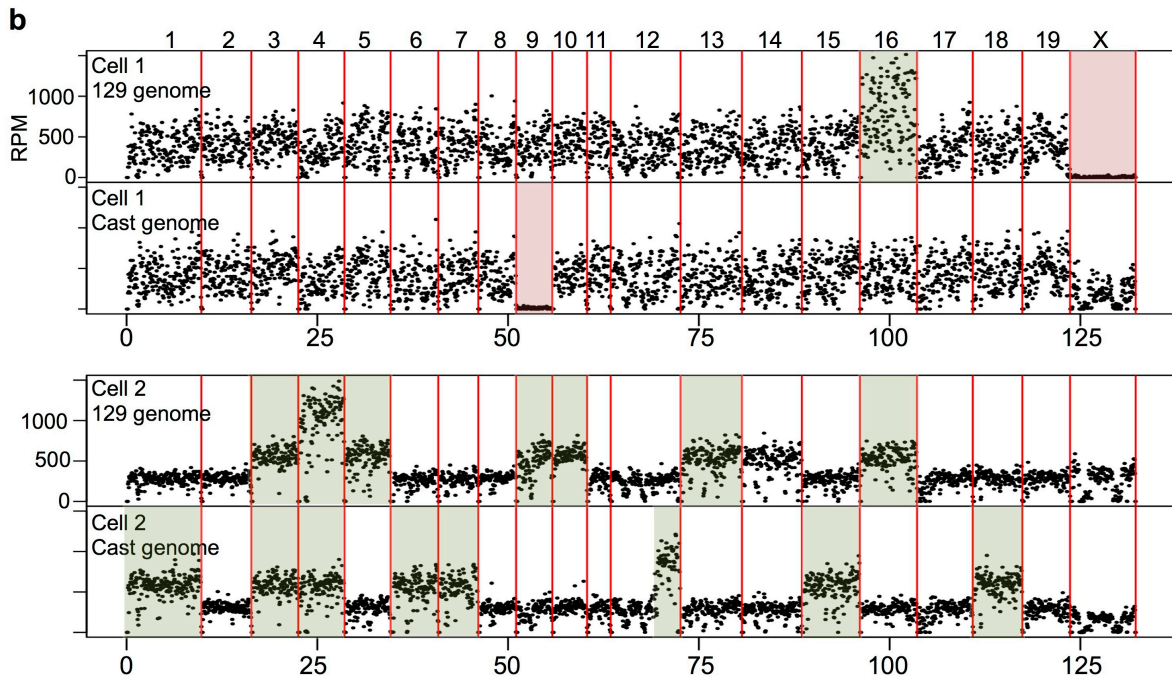 b
1 2 3 4 5 6 7 8 9 10 11 12 13 14 15 16 17 18 19 X
Cell 1
129 genome
1000
500
0
RPM
Cell 1
Cast genome
0 25 50 75 100 125
Cell 2
129 genome
1000
500
0
Cell 2
Cast genome
0 25 50 75 100 125